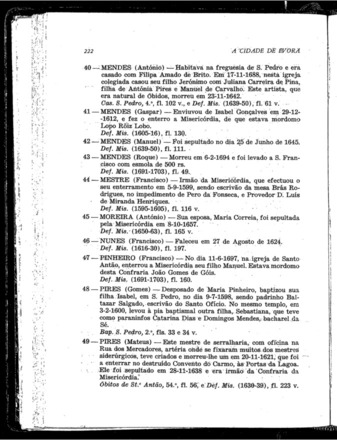 222
A CIDADE DE EVORA
40 — MENDES (António) — Habitava na freguesia de S. Pedro e era
casado com Filipa Amado de Brito. Em 17-11-1688, nesta igreja
colegiada casou seu filho Jerónimo com Juliana Carreira de Pina,
filha de Antónia Pires e Manuel de Carvalho. Este artista, que
era natural de Óbidos, morreu em 23-11-1642.
Cas. S. Pedro, 4.º, fl. 102 v., e Def. Mis. (1639-50), fl. 61 v.
41 — MENDES (Gaspar) — Enviuvou de Isabel Gonçalves em 29-12-
-1612, e fez o enterro a Misericórdia, de que estava mordomo
Lopo Róiz Lobo.
Def. Mis. (1605-16), fl. 130.
42 — MENDES (Manuel) — Foi sepultado no dia 25 de Junho de 1645.
Def. Mis. (1639-50), fl. 111.
43 — MENDES (Roque) — Morreu em 6-2-1694 e foi levado a S. Fran-
cisco com esmola de 500 rs.
Def. Mis. (1691-1703), fl. 49.
44 — MESTRE (Francisco) — Irmão da Misericórdia, que efectuou o
seu enterramento em 5-9-1599, sendo escrivão da mesa Brás Ro-
drigues, no impedimento de Pero da Fonseca, e Provedor D. Luís
de Miranda Henriques.
Def. Mis. (1595-1605), fl. 116 v.
45 — MOREIRA (António) — Sua esposa, Maria Correia, foi sepultada
pela Misericórdia em 8-10-1657.
Def. Mis. (1650-63), fl. 165 v.
46 — NUNES (Francisco) — Faleceu em 27 de Agosto de 1624.
Def. Mis. (1616-30), fl. 197.
47 — PINHEIRO (Francisco) — No dia 11-6-1697, na igreja de Santo
Antão, enterrou a Misericórdia seu filho Manuel. Estava mordomo
desta Confraria João Gomes de Góis.
Def. Mis. (1691-1703), fl. 160.
48 — PIRES (Gomes) — Desposado de Maria Pinheiro, baptizou sua
filha Isabel, em S. Pedro, no dia 9-7-1598, sendo padrinho Bal-
tazar Salgado, escrivão do Santo Ofício. No mesmo templo, em
3-2-1600, levou à pia baptismal outra filha, Sebastiana, que teve
como paraninfos Catarina Dias e Domingos Mendes, bacharel da
Sé.
Bap. S. Pedro, 2.º, fls. 33 e 34 v.
49 — PIRES (Mateus) — Este mestre de serralharia, com oficina na
Rua dos Mercadores, artéria onde se fixaram muitos dos mestres
siderúrgicos, teve criados e morreu-lhe um em 20-11-1621, que foi
a enterrar no destruído Convento do Carmo, às Portas da Lagoa.
Ele foi sepultado em 28-11-1638 e era irmão da Confraria da
Misericórdia.
Óbitos de St.º Antão, 54.º, fl. 56, e Def. Mis. (1630-39), fl. 223 v.